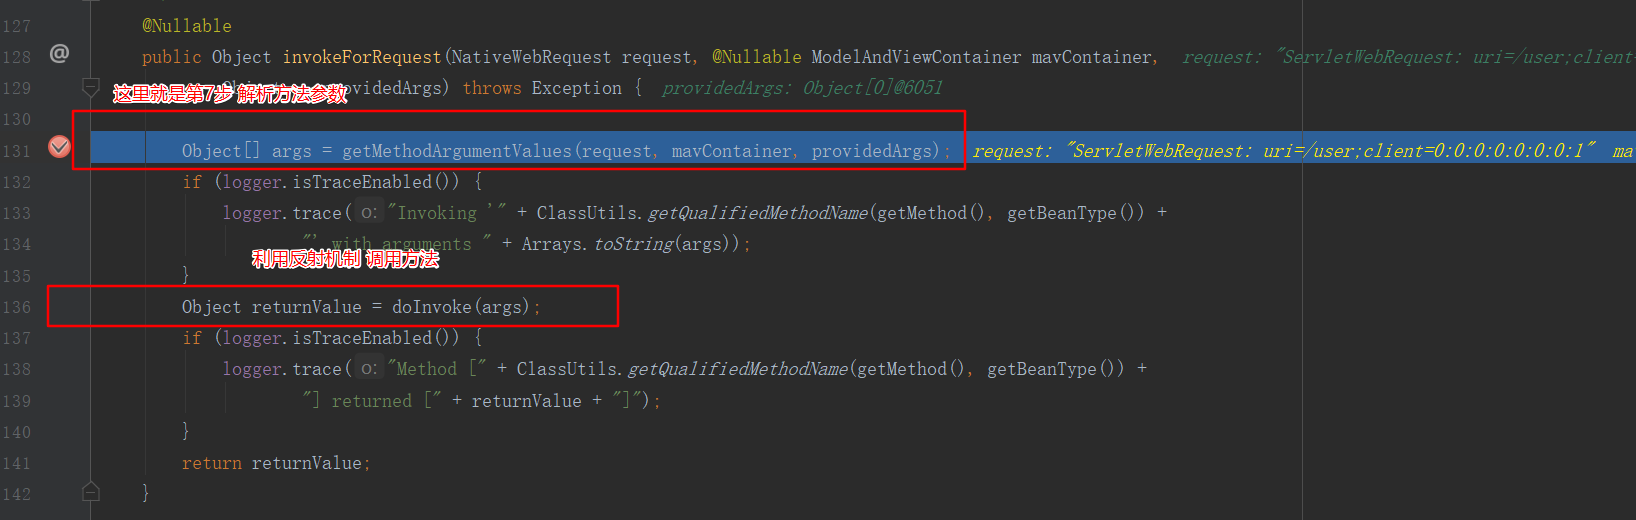 127 @Nullable
128 @ public Object invokeForRequest(NativeWebRequest request, @Nullable ModelAndViewContainer mavContainer, request: "ServletWebRequest: uri=/user;client=
129 ovidedArgs) throws Exception { providedArgs: Object[0]@6051
这里就是第7步 解析方法参数
130
131 Object[] args = getMethodArgumentValues(request, mavContainer, providedArgs); request: "ServletWebRequest: uri=/user;client=0:0:0:0:0:0:0:1" ma
132 if (logger.isTraceEnabled()) {
133 logger.trace( o: "Invoking '" + ClassUtils.getQualifiedMethodName(getMethod(), getBeanType()) +
134 "' with arguments " + Arrays.toString(args));
利用反射机制 调用方法
135 }
136 Object returnValue = doInvoke(args);
137 if (logger.isTraceEnabled()) {
138 logger.trace( o: "Method [" + ClassUtils.getQualifiedMethodName(getMethod(), getBeanType()) +
139 "] returned [" + returnValue + "]");
140 }
141 return returnValue;
142 }